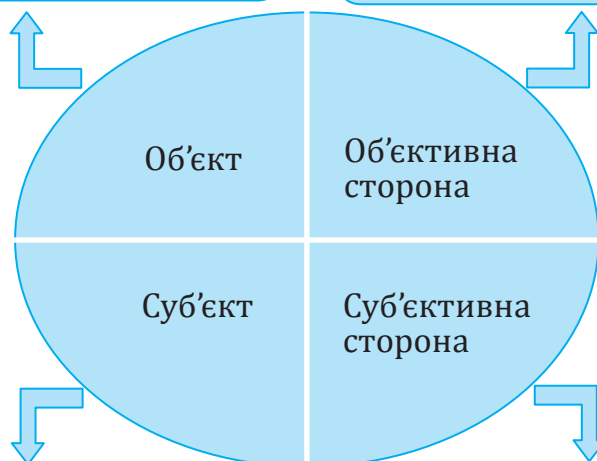 Об’єкт
Об’єктивна
сторона
Суб’єкт
Суб’єктивна
сторона